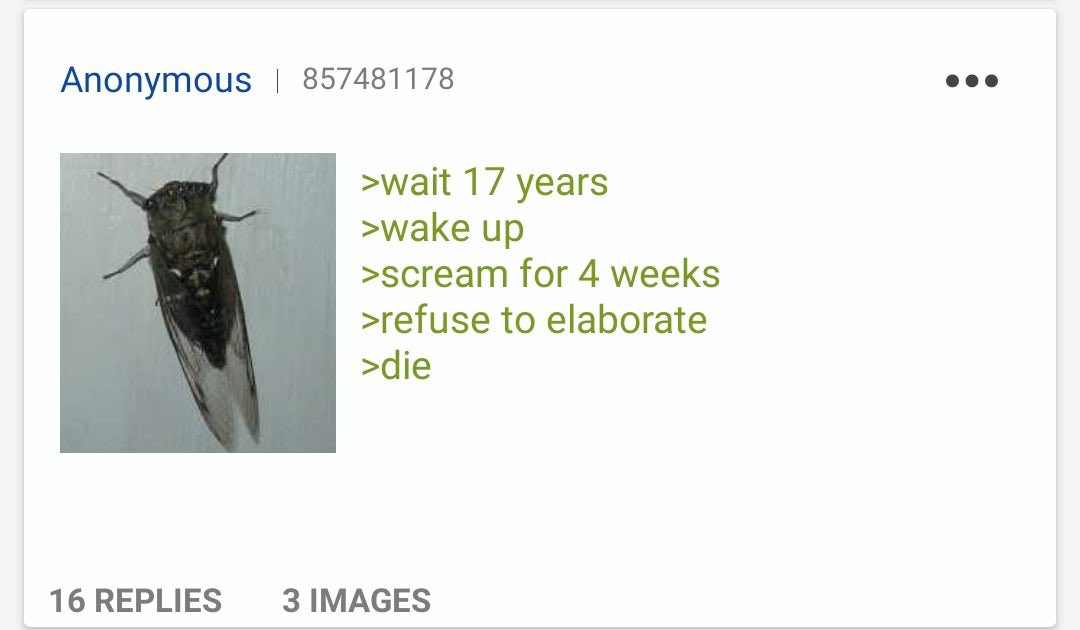 Anonymous | 857481178
>wait 17 years
>wake up
>scream for 4 weeks
>refuse to elaborate
>die
16 REPLIES 3 IMAGES